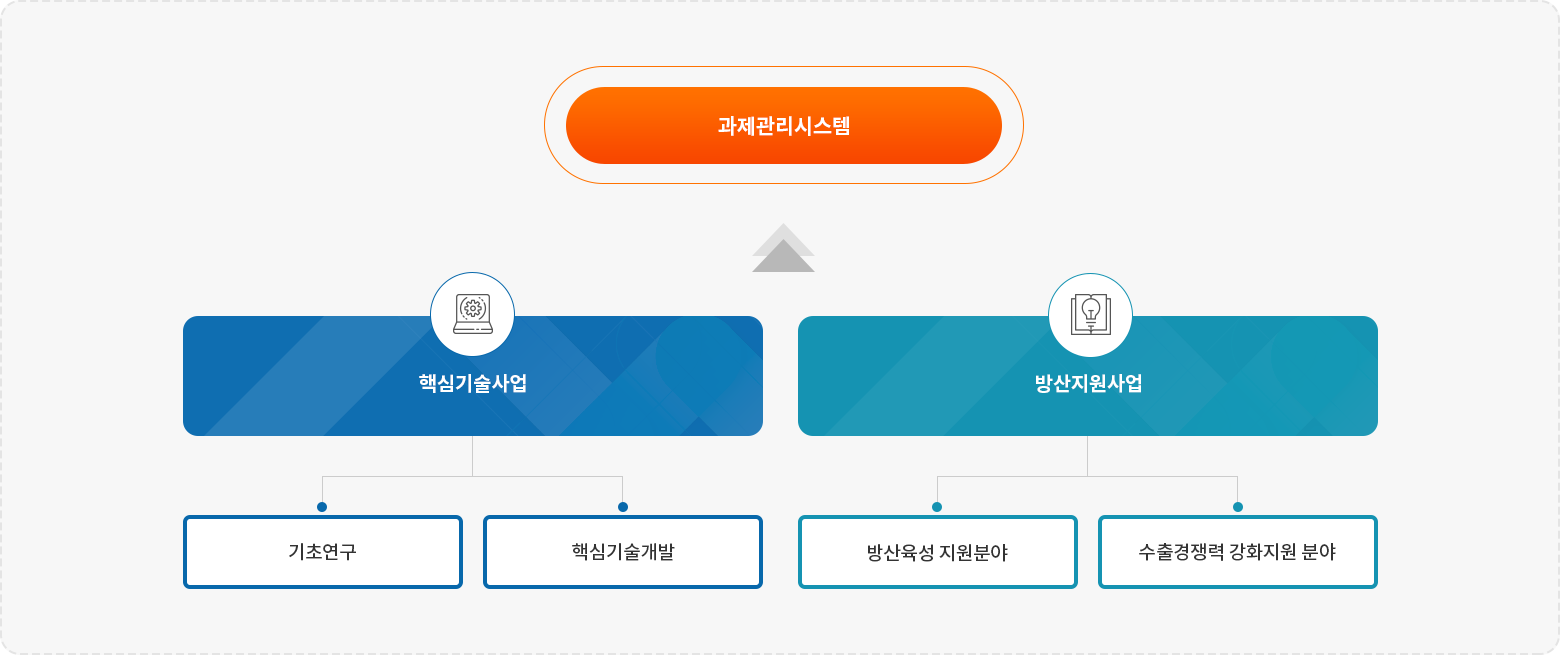 과제관리시스템
핵심기술사업
방산지원사업
기초연구
핵심기술개발
방산육성 지원분야
수출경쟁력 강화지원 분야